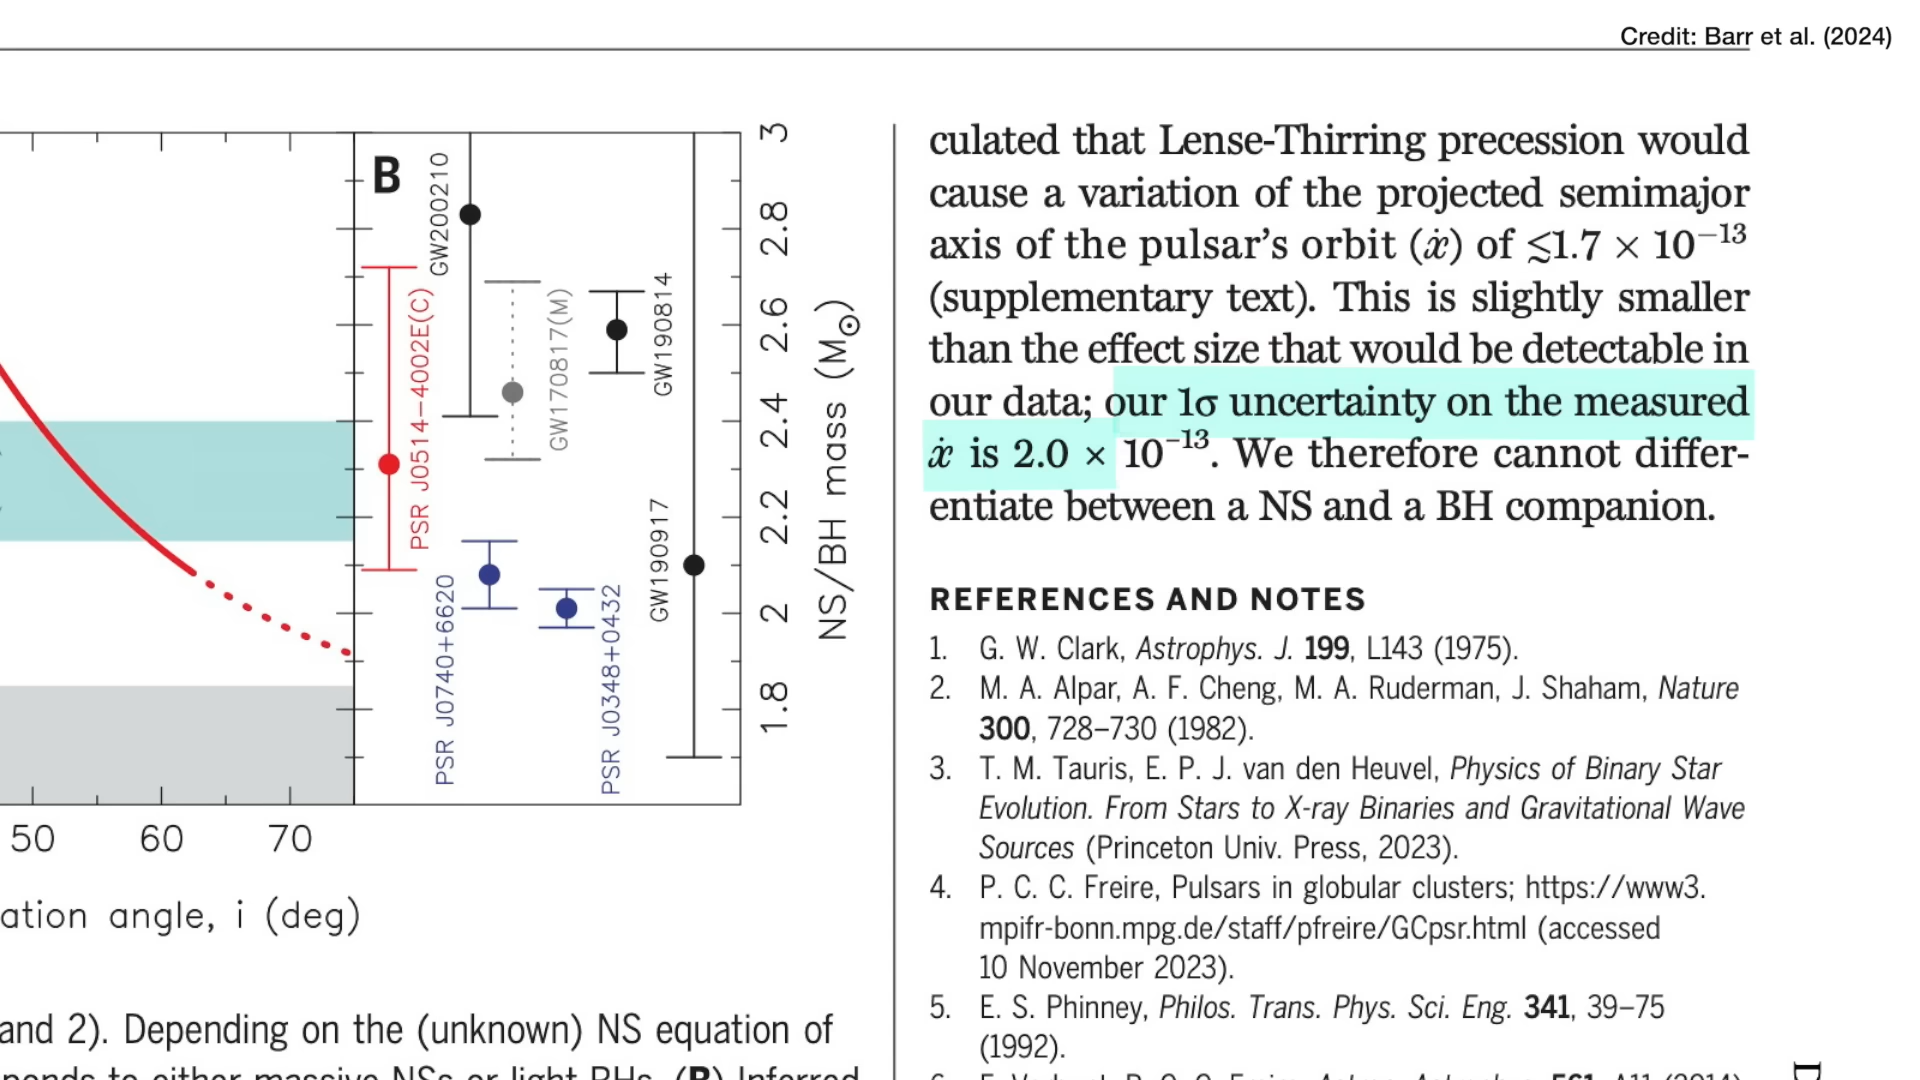 Credit: Barr et al. (2024)
B
GW200210
PSR J0514−4002E(C)
GW170817(M)
GW190814
PSR J0740+6620
PSR J0348+0432
GW190917
3
2.8
2.6
2.4
2.2
2
1.8
NS/BH mass (M☉)
50 60 70
ation angle, i (deg)
and 2). Depending on the (unknown) NS equation of
ponds to either massive NSs or light BHs. (B) Inferred
culated that Lense-Thirring precession would
cause a variation of the projected semimajor
axis of the pulsar’s orbit (ẋ) of ≲1.7 × 10⁻¹³
(supplementary text). This is slightly smaller
than the effect size that would be detectable in
our data; our 1σ uncertainty on the measured
ẋ is 2.0 × 10⁻¹³. We therefore cannot differ-
entiate between a NS and a BH companion.
REFERENCES AND NOTES
1. G. W. Clark, Astrophys. J. 199, L143 (1975).
2. M. A. Alpar, A. F. Cheng, M. A. Ruderman, J. Shaham, Nature
300, 728–730 (1982).
3. T. M. Tauris, E. P. J. van den Heuvel, Physics of Binary Star
Evolution. From Stars to X-ray Binaries and Gravitational Wave
Sources (Princeton Univ. Press, 2023).
4. P. C. C. Freire, Pulsars in globular clusters; https://www3.
mpifr-bonn.mpg.de/staff/pfreire/GCpsr.html (accessed
10 November 2023).
5. E. S. Phinney, Philos. Trans. Phys. Sci. Eng. 341, 39–75
(1992).